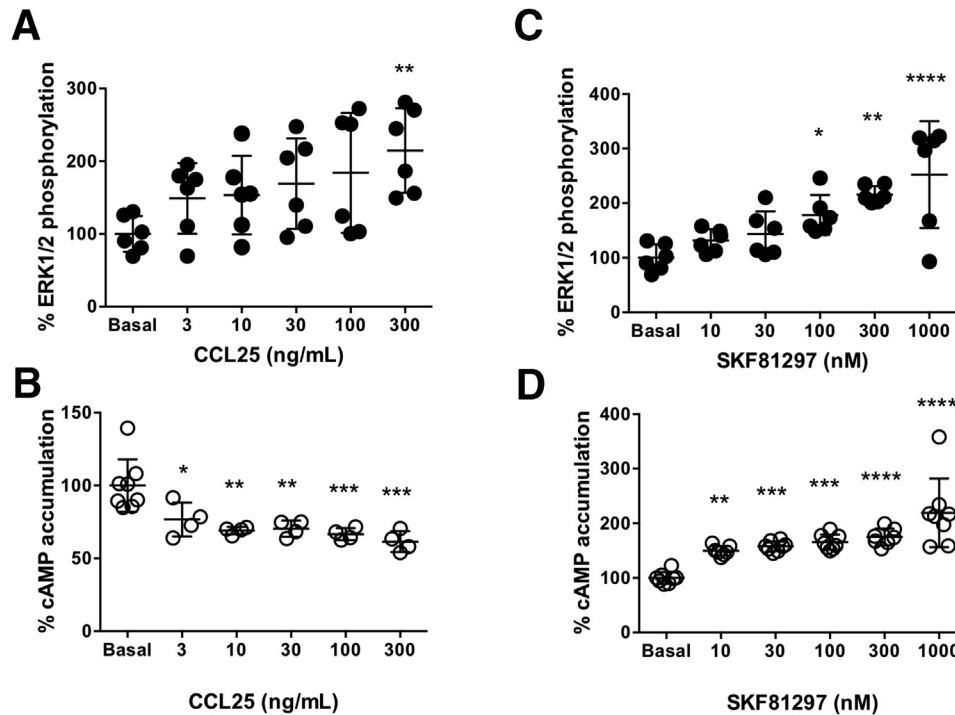 A
% ERK1/2 phosphorylation
300
200
100
0
**
Basal 3 10 30 100 300
CCL25 (ng/mL)
C
% ERK1/2 phosphorylation
400
300
200
100
0
* ** ****
Basal 10 30 100 300 1000
SKF81297 (nM)
B
% cAMP accumulation
150
100
50
0
* ** ** *** ***
Basal 3 10 30 100 300
CCL25 (ng/mL)
D
% cAMP accumulation
400
300
200
100
0
** *** *** **** ****
Basal 10 30 100 300 1000
SKF81297 (nM)